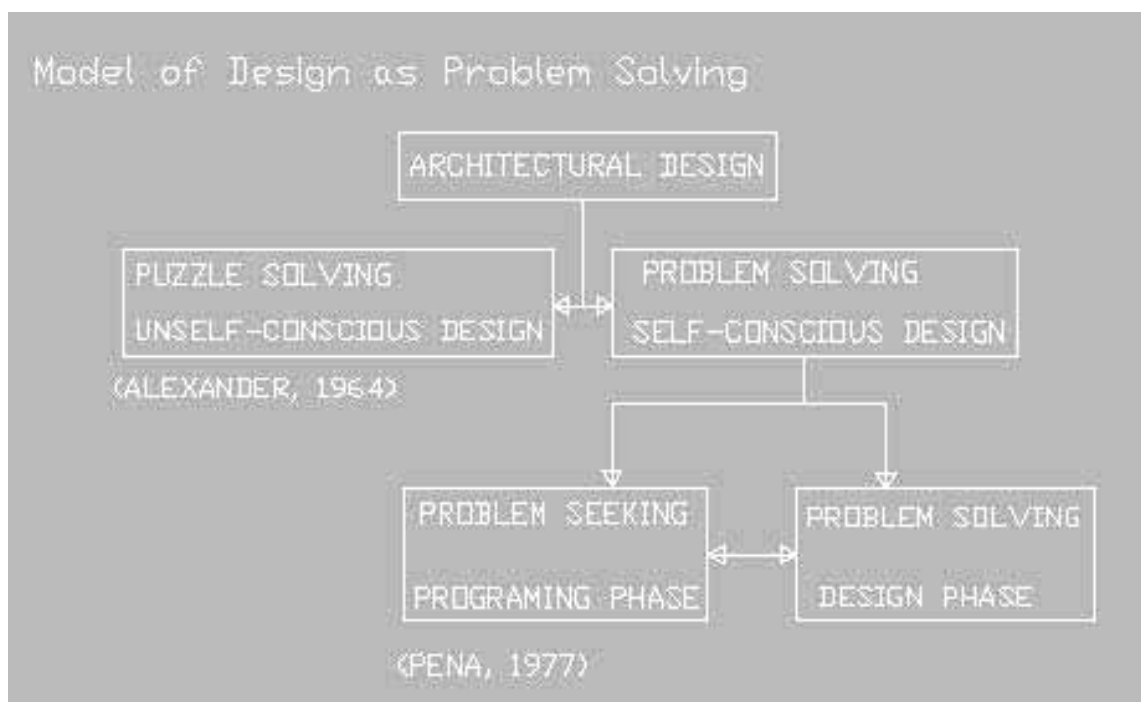 Model of Design as Problem Solving
ARCHITECTURAL DESIGN
PUZZLE SOLVING
UNSELF-CONSCIOUS DESIGN
(ALEXANDER, 1964)
PROBLEM SOLVING
SELF-CONSCIOUS DESIGN
PROBLEM SEEKING
PROGRAMING PHASE
(PENA, 1977)
PROBLEM SOLVING
DESIGN PHASE